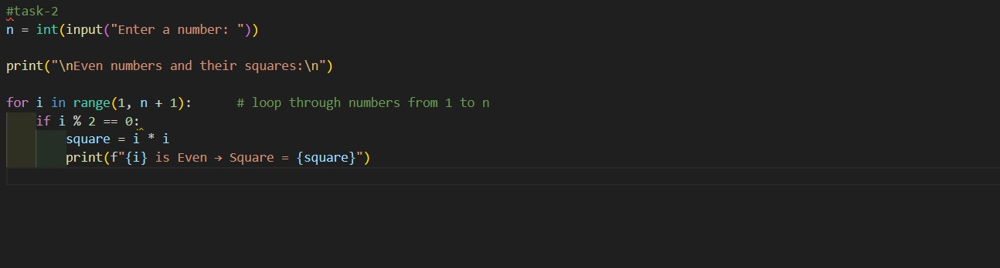 #task-2
n = int(input("Enter a number: "))
print("\nEven numbers and their squares:\n")
for i in range(1, n + 1):      # loop through numbers from 1 to n
    if i % 2 == 0:
        square = i * i
        print(f"{i} is Even → Square = {square}")